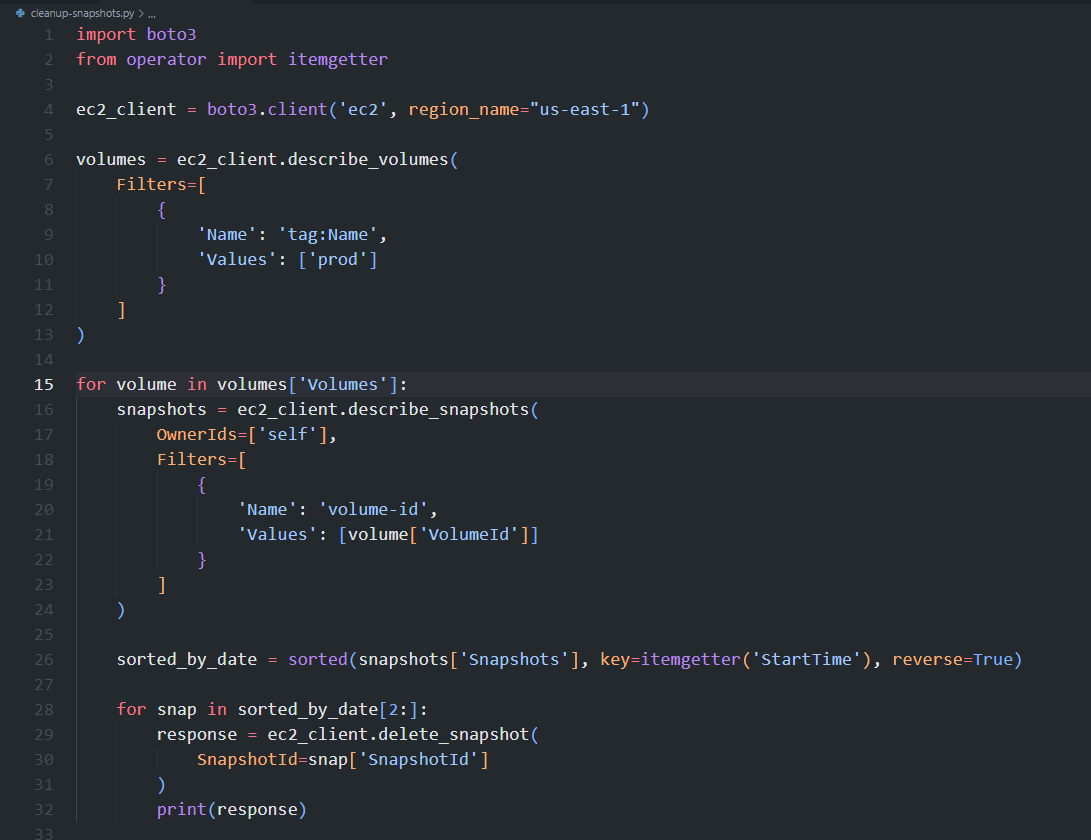 cleanup-snapshots.py > ...
1 import boto3
2 from operator import itemgetter
3
4 ec2_client = boto3.client('ec2', region_name="us-east-1")
5
6 volumes = ec2_client.describe_volumes(
7     Filters=[
8         {
9             'Name': 'tag:Name',
10             'Values': ['prod']
11         }
12     ]
13 )
14
15 for volume in volumes['Volumes']:
16     snapshots = ec2_client.describe_snapshots(
17         OwnerIds=['self'],
18         Filters=[
19             {
20                 'Name': 'volume-id',
21                 'Values': [volume['VolumeId']]
22             }
23         ]
24     )
25
26     sorted_by_date = sorted(snapshots['Snapshots'], key=itemgetter('StartTime'), reverse=True)
27
28     for snap in sorted_by_date[2:]:
29         response = ec2_client.delete_snapshot(
30             SnapshotId=snap['SnapshotId']
31         )
32         print(response)
33